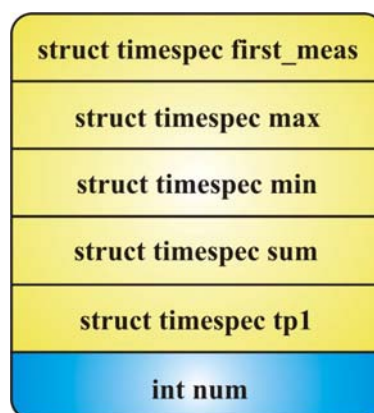 struct timespec first_meas
struct timespec max
struct timespec min
struct timespec sum
struct timespec tp1
int num